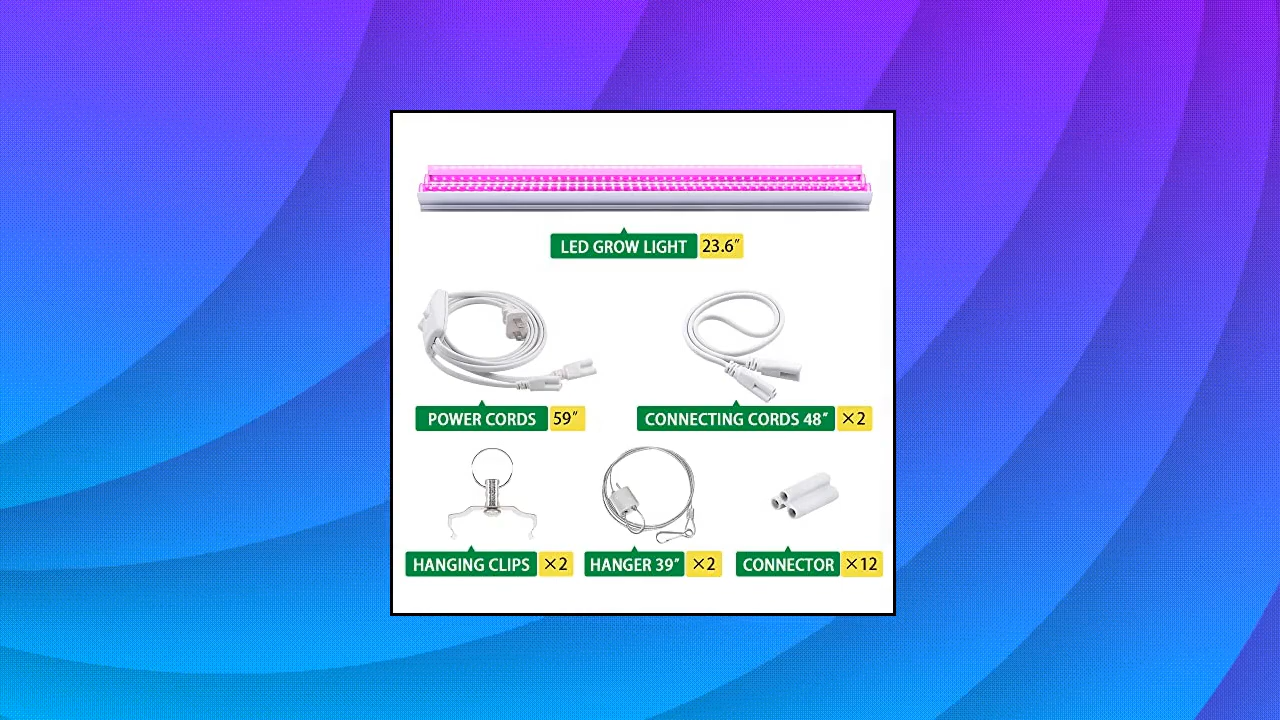 LED GROW LIGHT 23.6"
POWER CORDS 59"
CONNECTING CORDS 48" ×2
HANGING CLIPS ×2
HANGER 39" ×2
CONNECTOR ×12